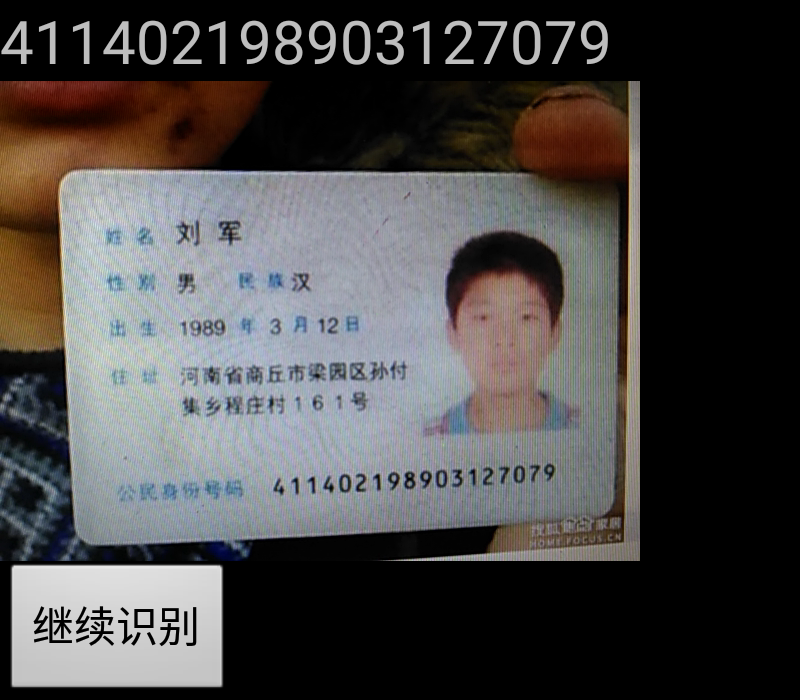 411402198903127079
姓名 刘军
性别 男 民族 汉
出生 1989 年 3 月 12 日
住址 河南省商丘市梁园区孙付
集乡程庄村161号
公民身份号码 411402198903127079
搜狐 家居
HOME.FOCUS.CN
继续识别